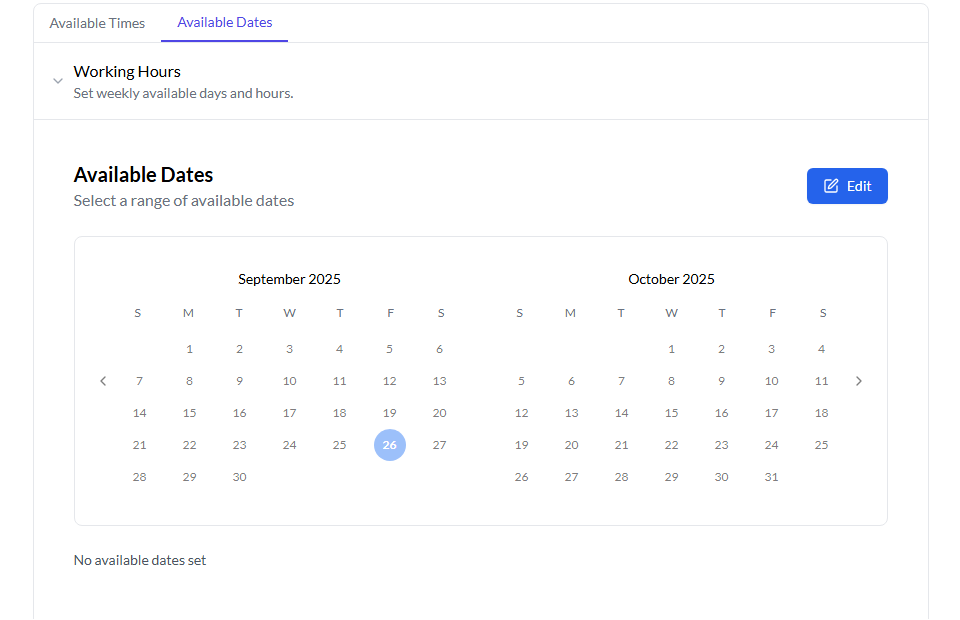 Available Times Available Dates
Working Hours
Set weekly available days and hours.
Available Dates
Select a range of available dates
Edit
September 2025
S M T W T F S
1 2 3 4 5 6
7 8 9 10 11 12 13
14 15 16 17 18 19 20
21 22 23 24 25 26 27
28 29 30
October 2025
S M T W T F S
1 2 3 4
5 6 7 8 9 10 11
12 13 14 15 16 17 18
19 20 21 22 23 24 25
26 27 28 29 30 31
No available dates set